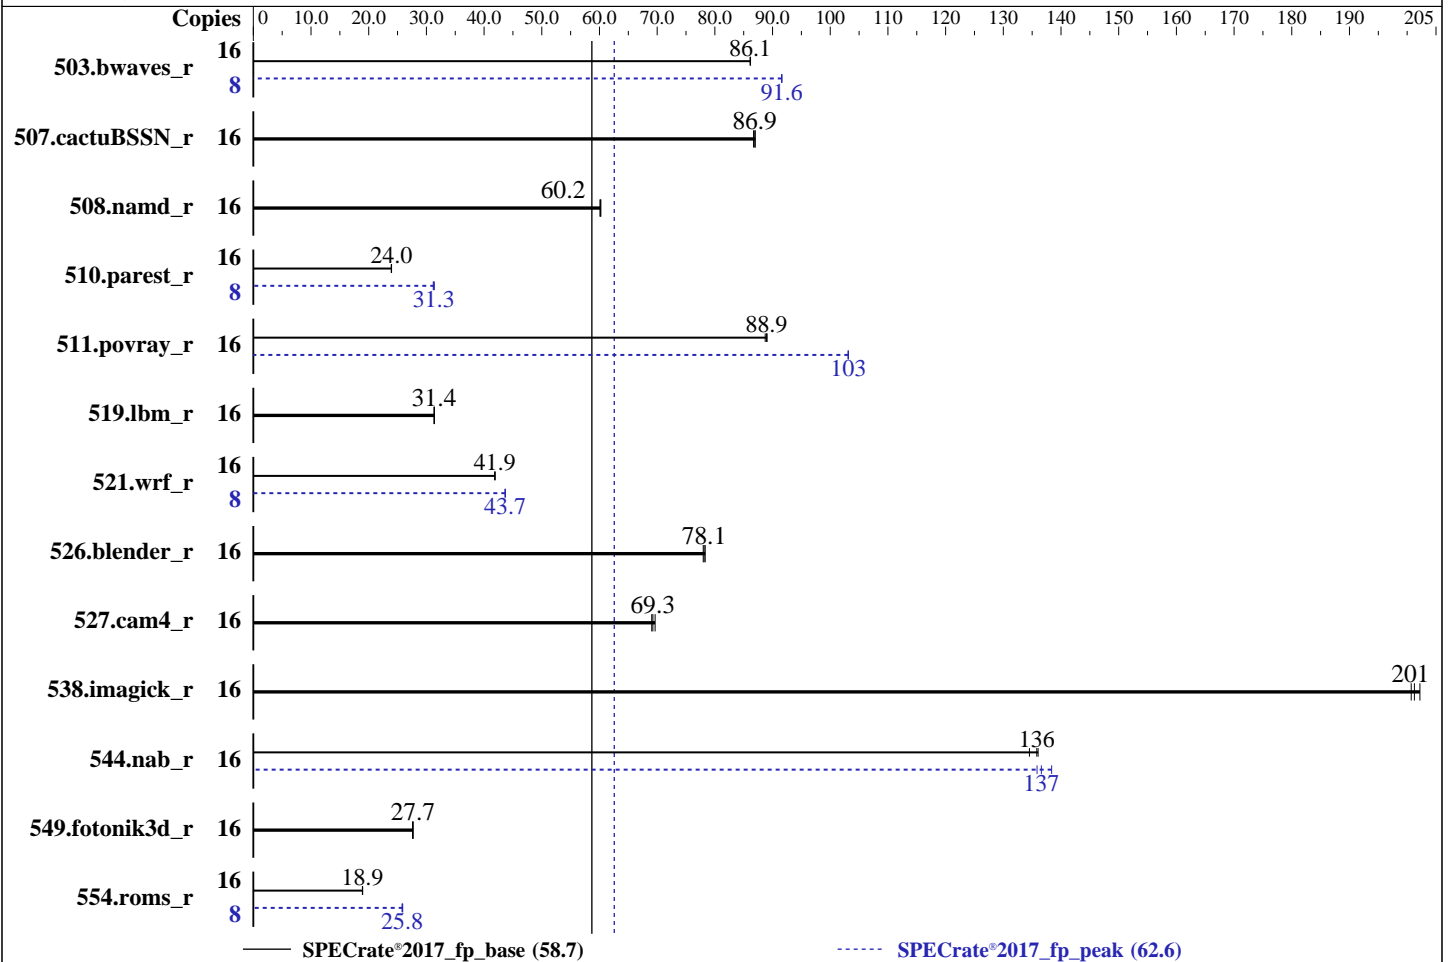 Copies 0 10.0 20.0 30.0 40.0 50.0 60.0 70.0 80.0 90.0 100 110 120 130 140 150 160 170 180 190 205
503.bwaves_r 16 86.1
8 91.6
507.cactuBSSN_r 16 86.9
508.namd_r 16 60.2
510.parest_r 16 24.0
8 31.3
511.povray_r 16 88.9
103
519.lbm_r 16 31.4
521.wrf_r 16 41.9
8 43.7
526.blender_r 16 78.1
527.cam4_r 16 69.3
538.imagick_r 16 201
544.nab_r 16 136
137
549.fotonik3d_r 16 27.7
554.roms_r 16 18.9
8 25.8
SPECrate®2017_fp_base (58.7) SPECrate®2017_fp_peak (62.6)